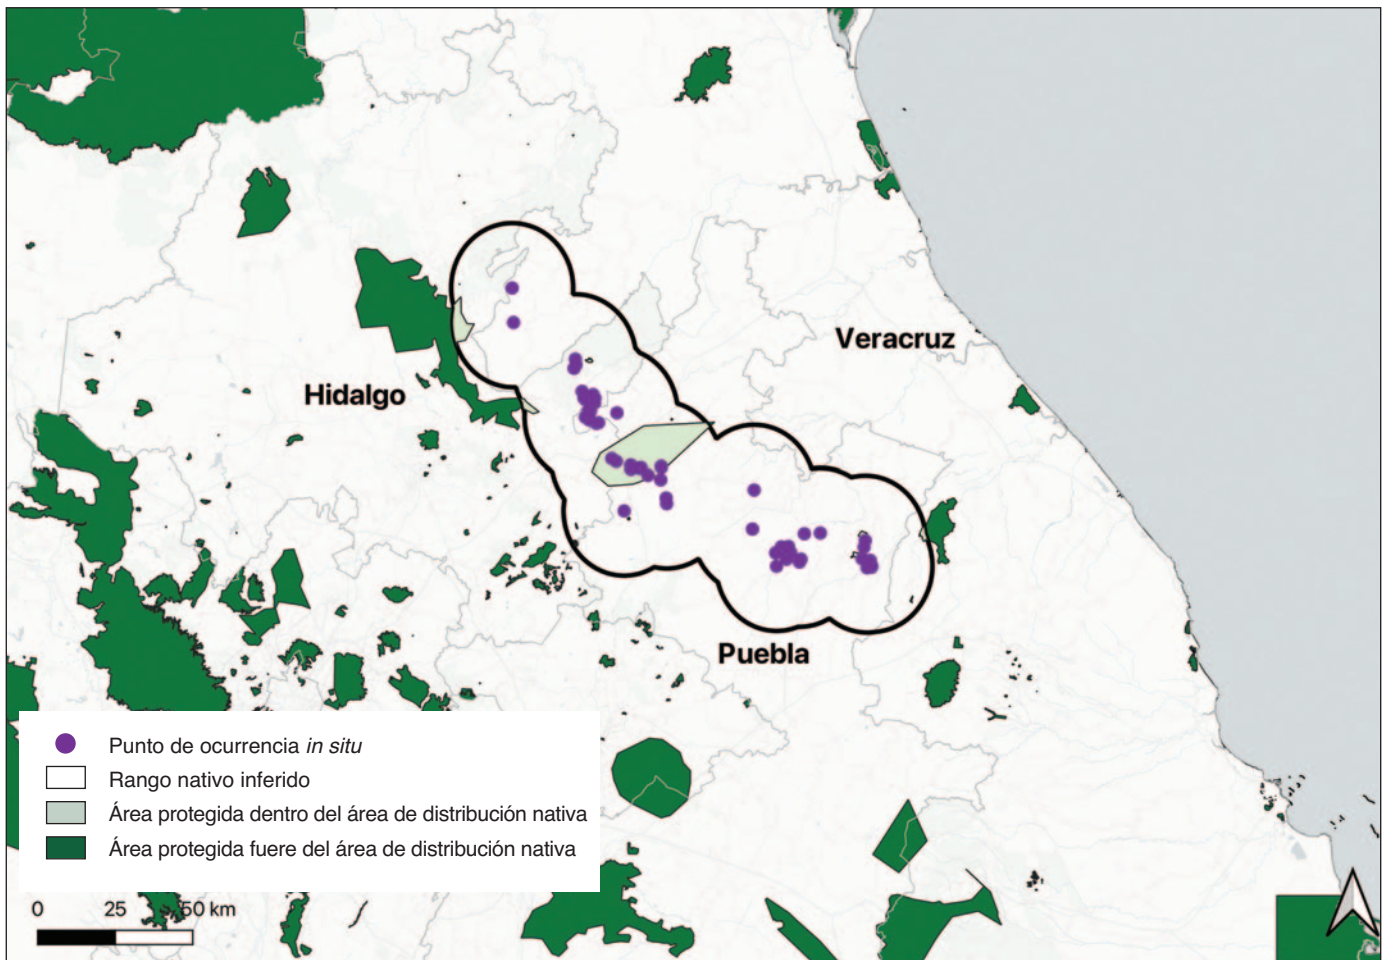 Veracruz
Hidalgo
Puebla
Punto de ocurrencia in situ
Rango nativo inferido
Área protegida dentro del área de distribución nativa
Área protegida fuere del área de distribución nativa
0 25 50 km